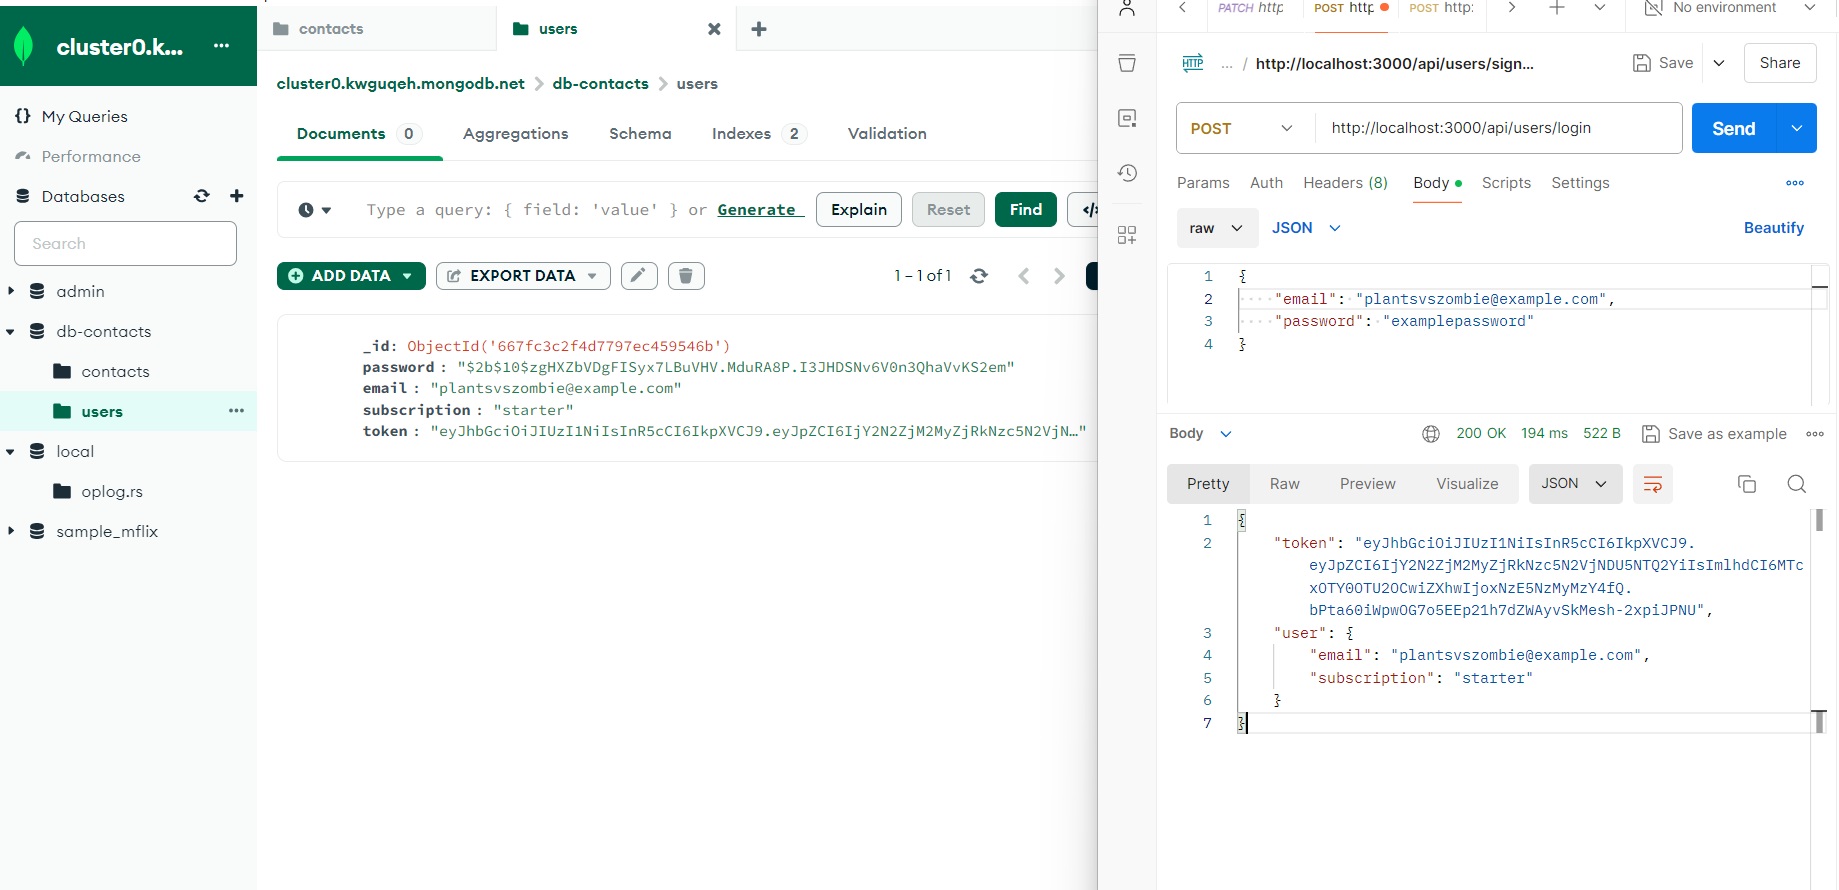 cluster0.k... ...
My Queries
Performance
Databases
Search
admin
db-contacts
contacts
users ...
local
oplog.rs
sample_mflix
contacts
users
cluster0.kwguqeh.mongodb.net > db-contacts > users
Documents 0 Aggregations Schema Indexes 2 Validation
Type a query: { field: 'value' } or Generate Explain Reset Find </>
ADD DATA EXPORT DATA 1 – 1 of 1
_id: ObjectId('667fc3c2f4d7797ec459546b')
password : "$2b$10$zgHXZbVDgFISyx7LBuVHV.MduRA8P.I3JHDSNv6V0n3QhaVvKS2em"
email : "plantsvszombie@example.com"
subscription : "starter"
token : "eyJhbGciOiJIUzI1NiIsInR5cCI6IkpXVCJ9.eyJpZCI6IjY2N2ZjM2MyZjRkNzc5N2VjN…"
PATCH http POST http POST http: No environment
HTTP ... / http://localhost:3000/api/users/sign... Save Share
POST http://localhost:3000/api/users/login Send
Params Auth Headers (8) Body Scripts Settings
raw JSON Beautify
1 {
2 "email": "plantsvszombie@example.com",
3 "password": "examplepassword"
4 }
Body 200 OK 194 ms 522 B Save as example
Pretty Raw Preview Visualize JSON
1 {
2 "token": "eyJhbGciOiJIUzI1NiIsInR5cCI6IkpXVCJ9.
eyJpZCI6IjY2N2ZjM2MyZjRkNzc5N2VjNDU5NTQ2YiIsImlhdCI6MTc
xOTY0OTU2OCwiZXhwIjoxNzE5NzMyMzY4fQ.
bPta60iWpwOG7o5EEp21h7dZWAyvSkMesh-2xpiJPNU",
3 "user": {
4 "email": "plantsvszombie@example.com",
5 "subscription": "starter"
6 }
7 }